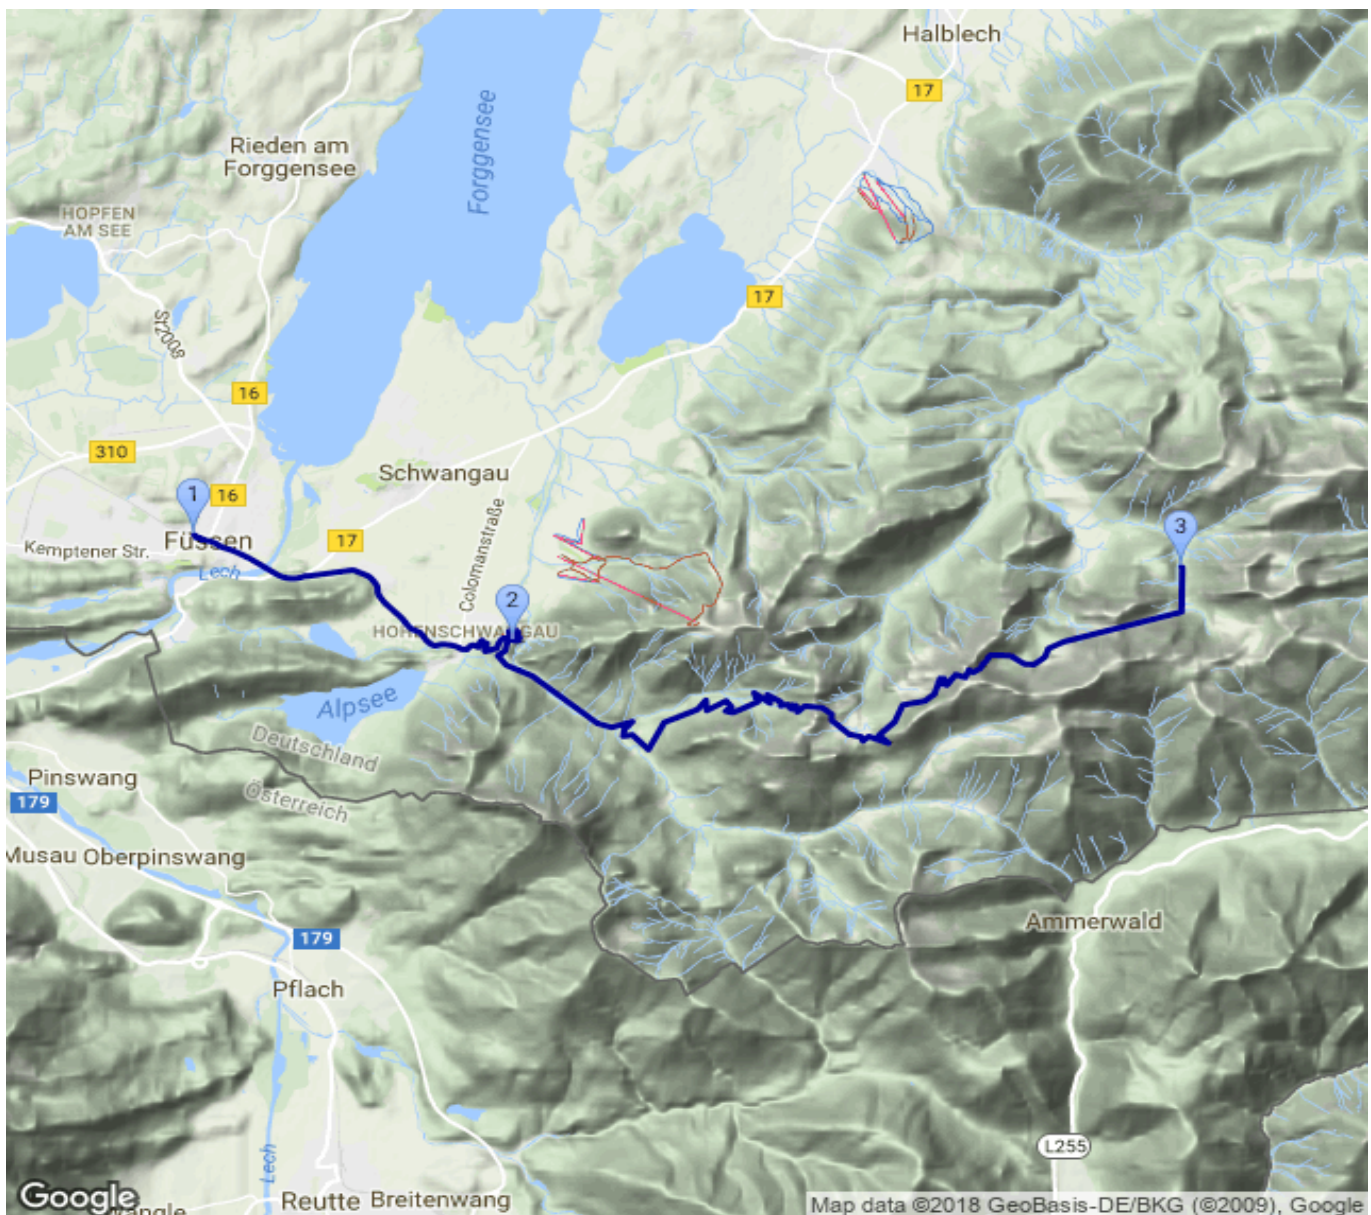 Halblech
17
Rieden am
Forggensee
Forggensee
HOPFEN
AM SEE
17
St2008
16
310
Schwangau
1
16
Füssen
Kemptener Str.
17
Lech
Colomanstraße
3
2
HOHENSCHWANGAU
Alpsee
Deutschland
Österreich
Pinswang
179
Musau
Oberpinswang
Ammerwald
179
Pflach
L255
Lech
Reutte
Breitenwang
Google
Map data ©2018 GeoBasis-DE/BKG (©2009), Google